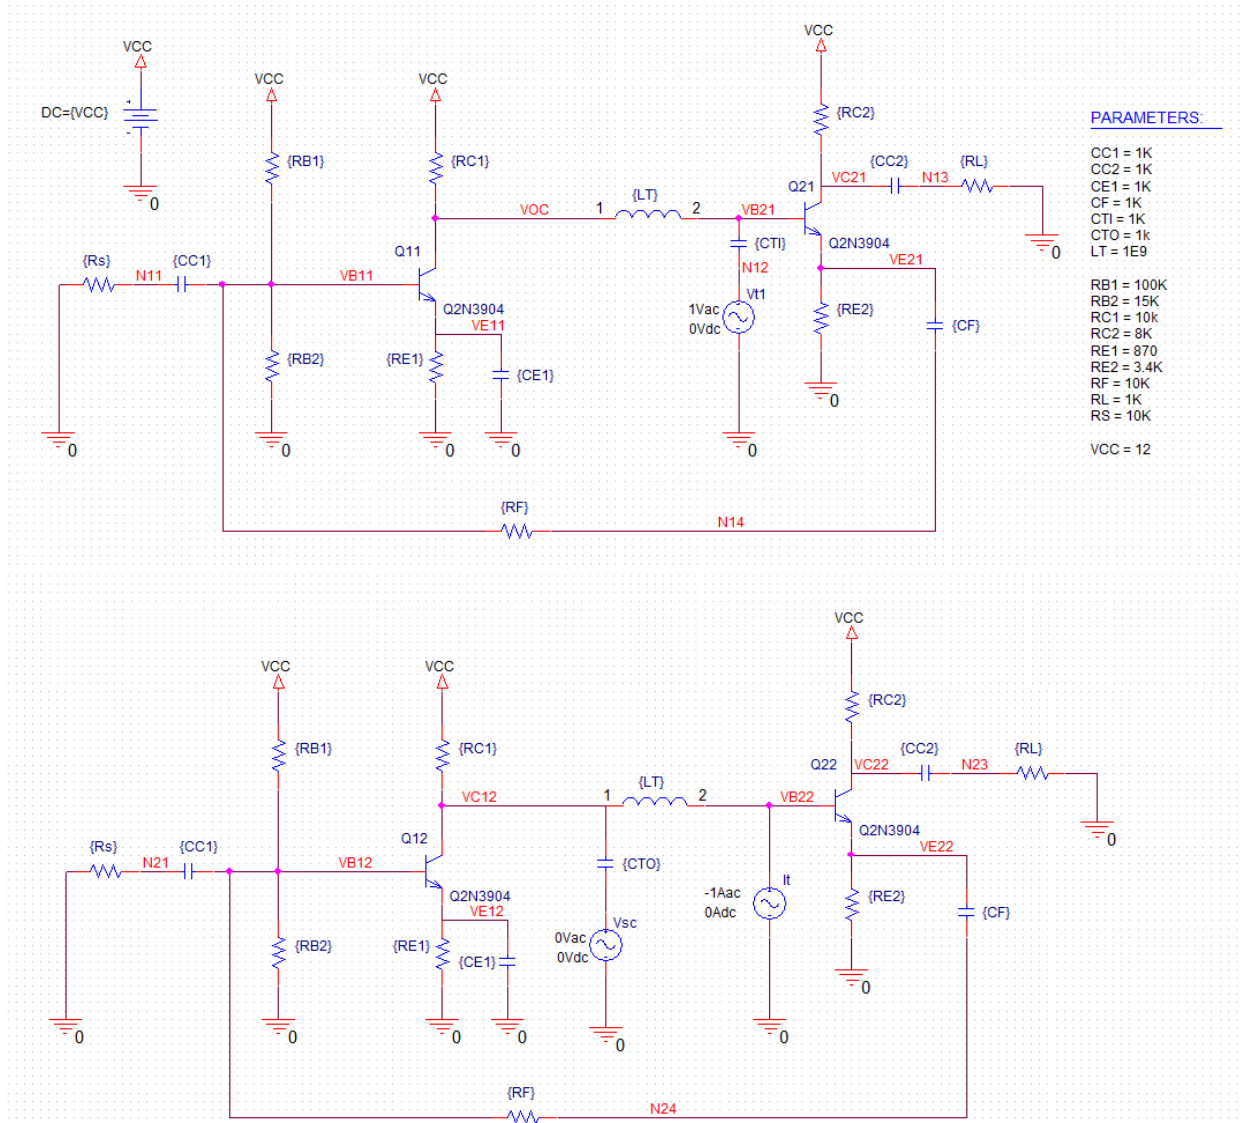 VCC
VCC
DC={VCC}
VCC
VCC
{RC2}
PARAMETERS:
{RB1}
{RC1}
CC1 = 1K
CC2 = 1K
CE1 = 1K
CF = 1K
CTI = 1K
CTO = 1k
LT = 1E9
RB1 = 100K
RB2 = 15K
RC1 = 10k
RC2 = 8K
RE1 = 870
RE2 = 3.4K
RF = 10K
RL = 1K
RS = 10K
VCC = 12
0
{LT}
Q21
VC21
{CC2}
N13
{RL}
VOC
1
2
VB21
Q2N3904
{CTI}
0
{Rs}
N11
{CC1}
VB11
Q11
N12
VE21
Q2N3904
Vt1
1Vac
0Vdc
{RE2}
{CF}
VE11
{RB2}
{RE1}
{CE1}
0
0
0
0
0
0
{RF}
N14
VCC
VCC
VCC
{RC2}
{RB1}
{RC1}
{LT}
Q22
VC22
{CC2}
N23
{RL}
VC12
1
2
VB22
Q2N3904
0
{Rs}
N21
{CC1}
VB12
Q12
{CTO}
VE22
Q2N3904
It
-1Aac
0Adc
{RE2}
{CF}
VE12
Vsc
0Vac
0Vdc
{RB2}
{RE1}
{CE1}
0
0
0
0
0
0
0
0
{RF}
N24